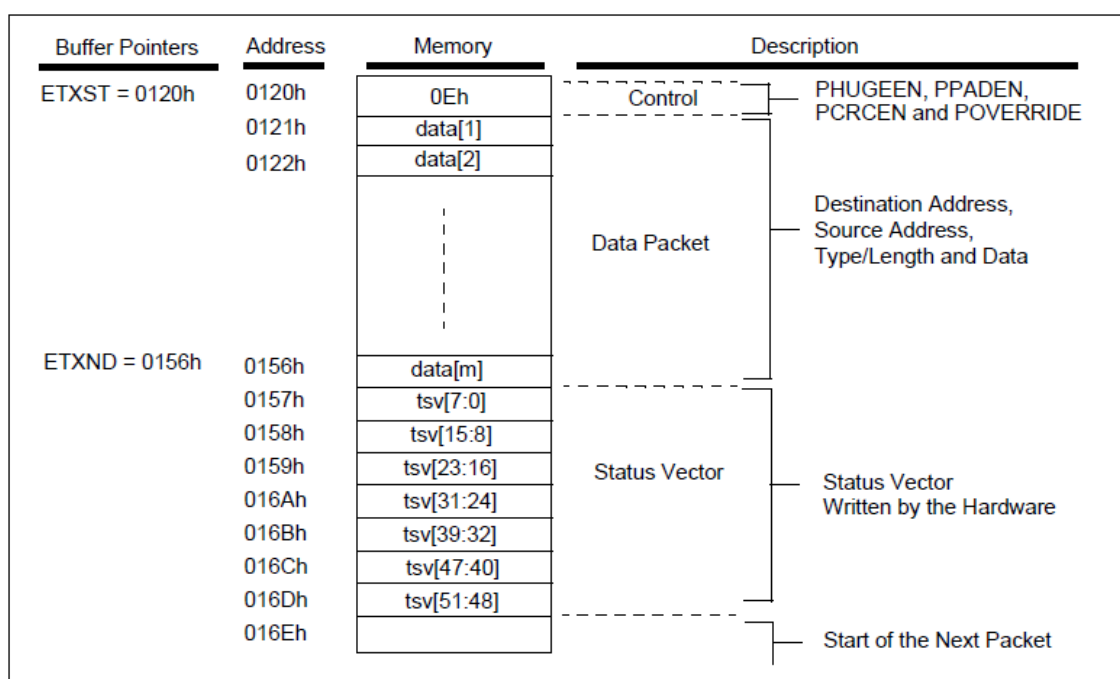 Buffer Pointers Address Memory Description
ETXST = 0120h 0120h 0Eh Control PHUGEEN, PPADEN,
PCRCEN and POVERRIDE
0121h data[1]
0122h data[2]
Data Packet
Destination Address,
Source Address,
Type/Length and Data
ETXND = 0156h 0156h data[m]
0157h tsv[7:0]
0158h tsv[15:8]
0159h tsv[23:16] Status Vector Status Vector
016Ah tsv[31:24] Written by the Hardware
016Bh tsv[39:32]
016Ch tsv[47:40]
016Dh tsv[51:48]
016Eh Start of the Next Packet